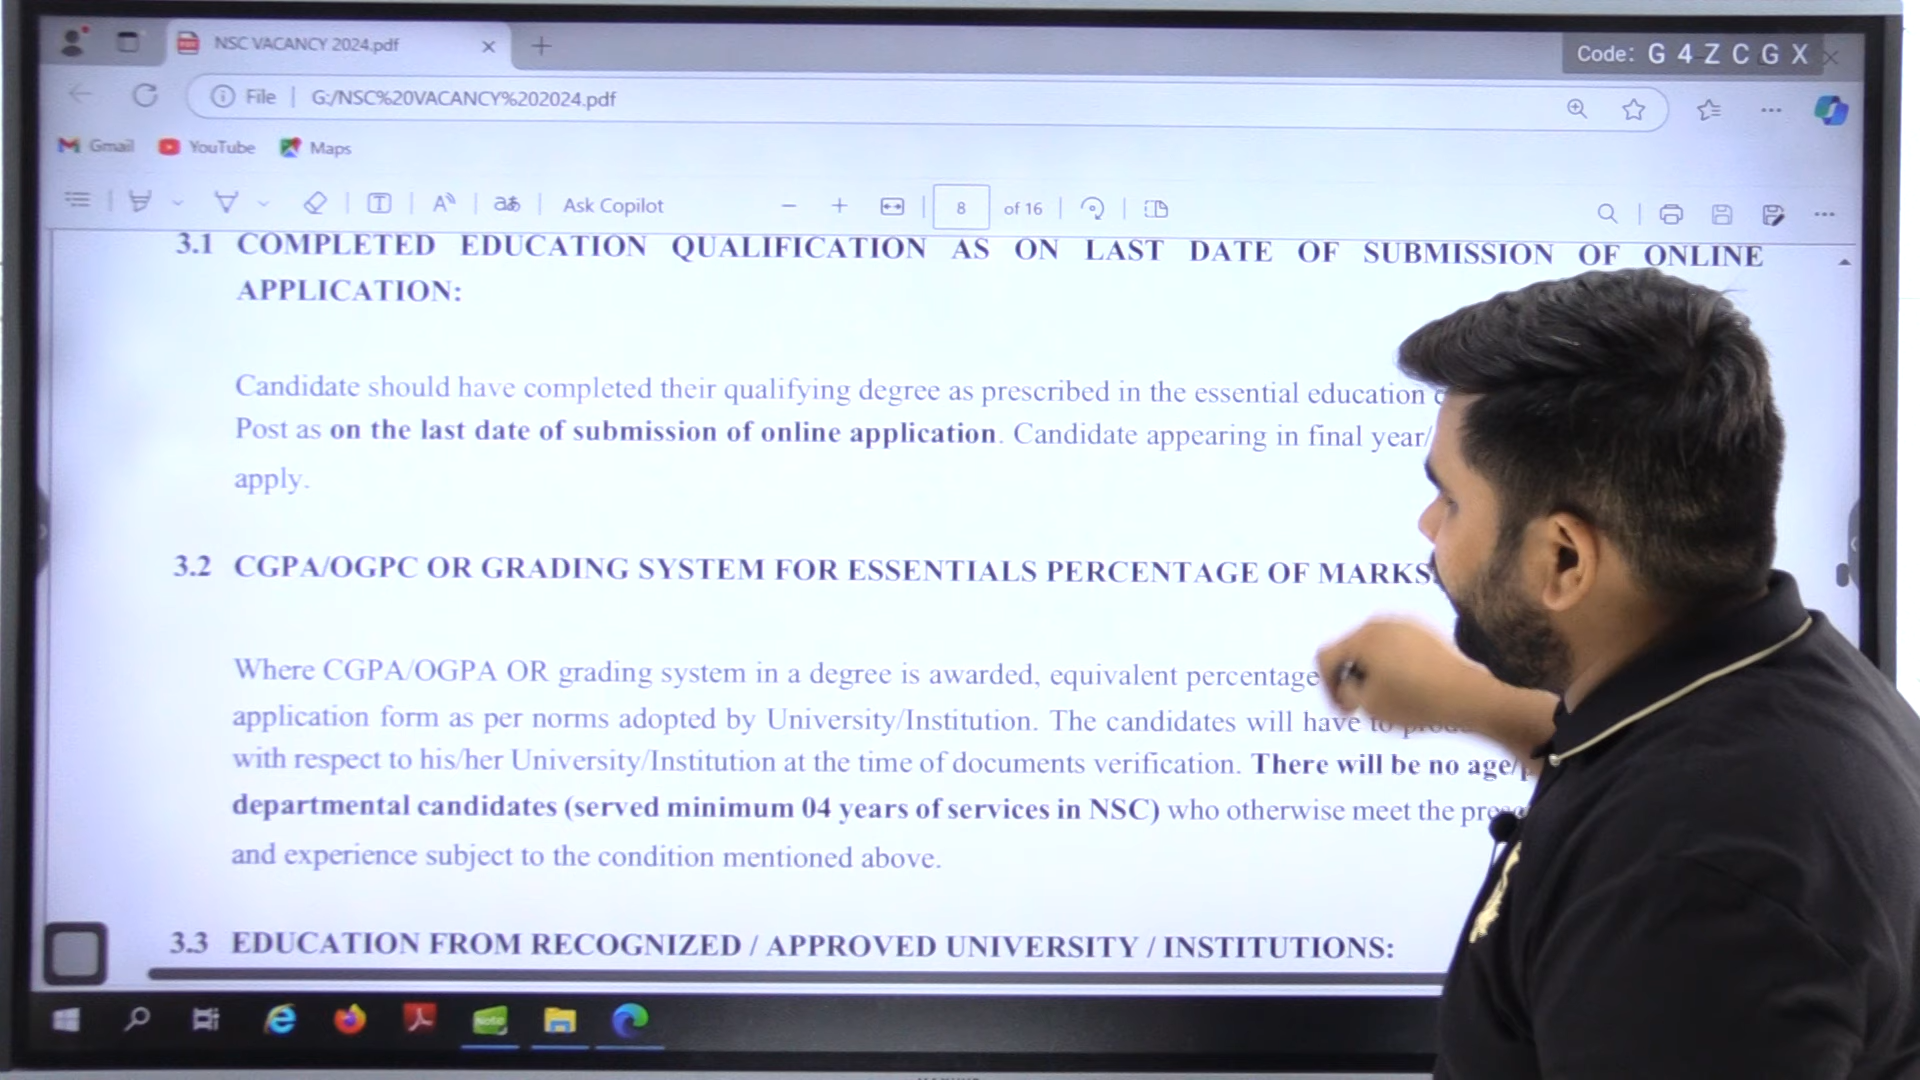 NSC VACANCY 2024.pdf
Code: G 4 Z C G X
File
G:/NSC%20VACANCY%202024.pdf
Gmail YouTube Maps
Ask Copilot
8 of 16
3.1 COMPLETED EDUCATION QUALIFICATION AS ON LAST DATE OF SUBMISSION OF ONLINE
APPLICATION:
Candidate should have completed their qualifying degree as prescribed in the essential education
Post as on the last date of submission of online application. Candidate appearing in final year/
apply.
3.2 CGPA/OGPC OR GRADING SYSTEM FOR ESSENTIALS PERCENTAGE OF MARKS
Where CGPA/OGPA OR grading system in a degree is awarded, equivalent percentage
application form as per norms adopted by University/Institution. The candidates will have to
with respect to his/her University/Institution at the time of documents verification. There will be no age/
departmental candidates (served minimum 04 years of services in NSC) who otherwise meet the
and experience subject to the condition mentioned above.
3.3 EDUCATION FROM RECOGNIZED / APPROVED UNIVERSITY / INSTITUTIONS:
Note